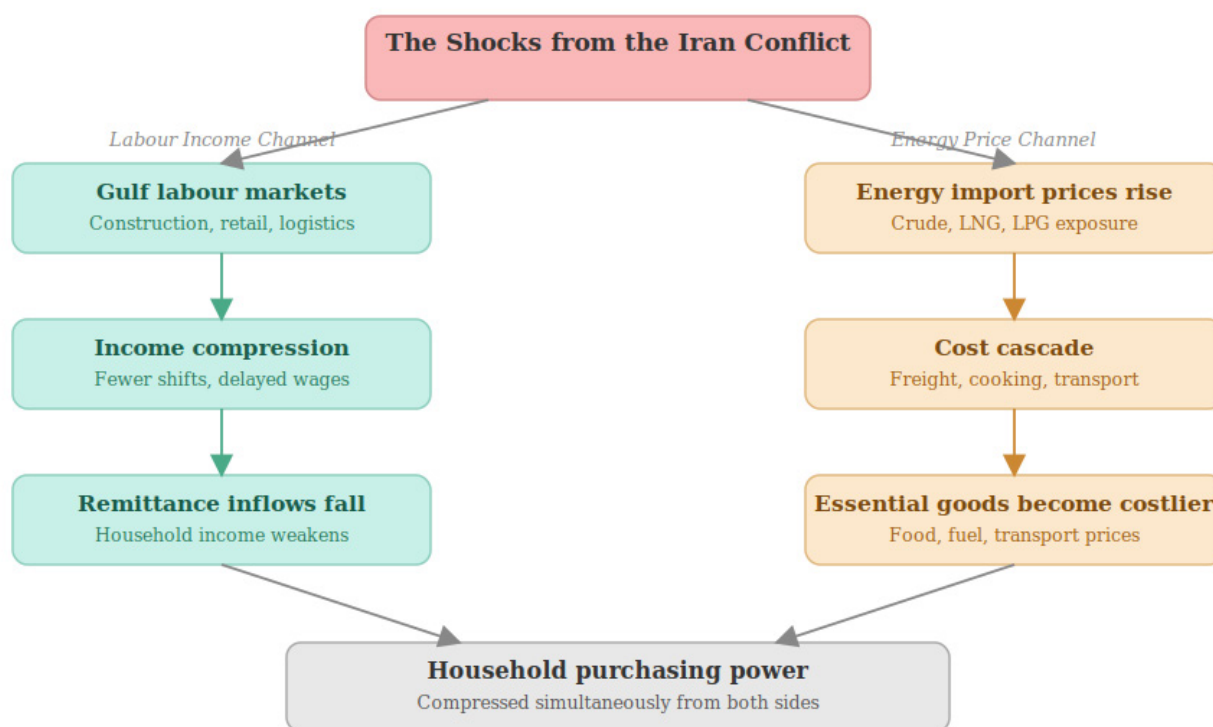 The Shocks from the Iran Conflict
Labour Income Channel
Energy Price Channel
Gulf labour markets
Construction, retail, logistics
Energy import prices rise
Crude, LNG, LPG exposure
Income compression
Fewer shifts, delayed wages
Cost cascade
Freight, cooking, transport
Remittance inflows fall
Household income weakens
Essential goods become costlier
Food, fuel, transport prices
Household purchasing power
Compressed simultaneously from both sides